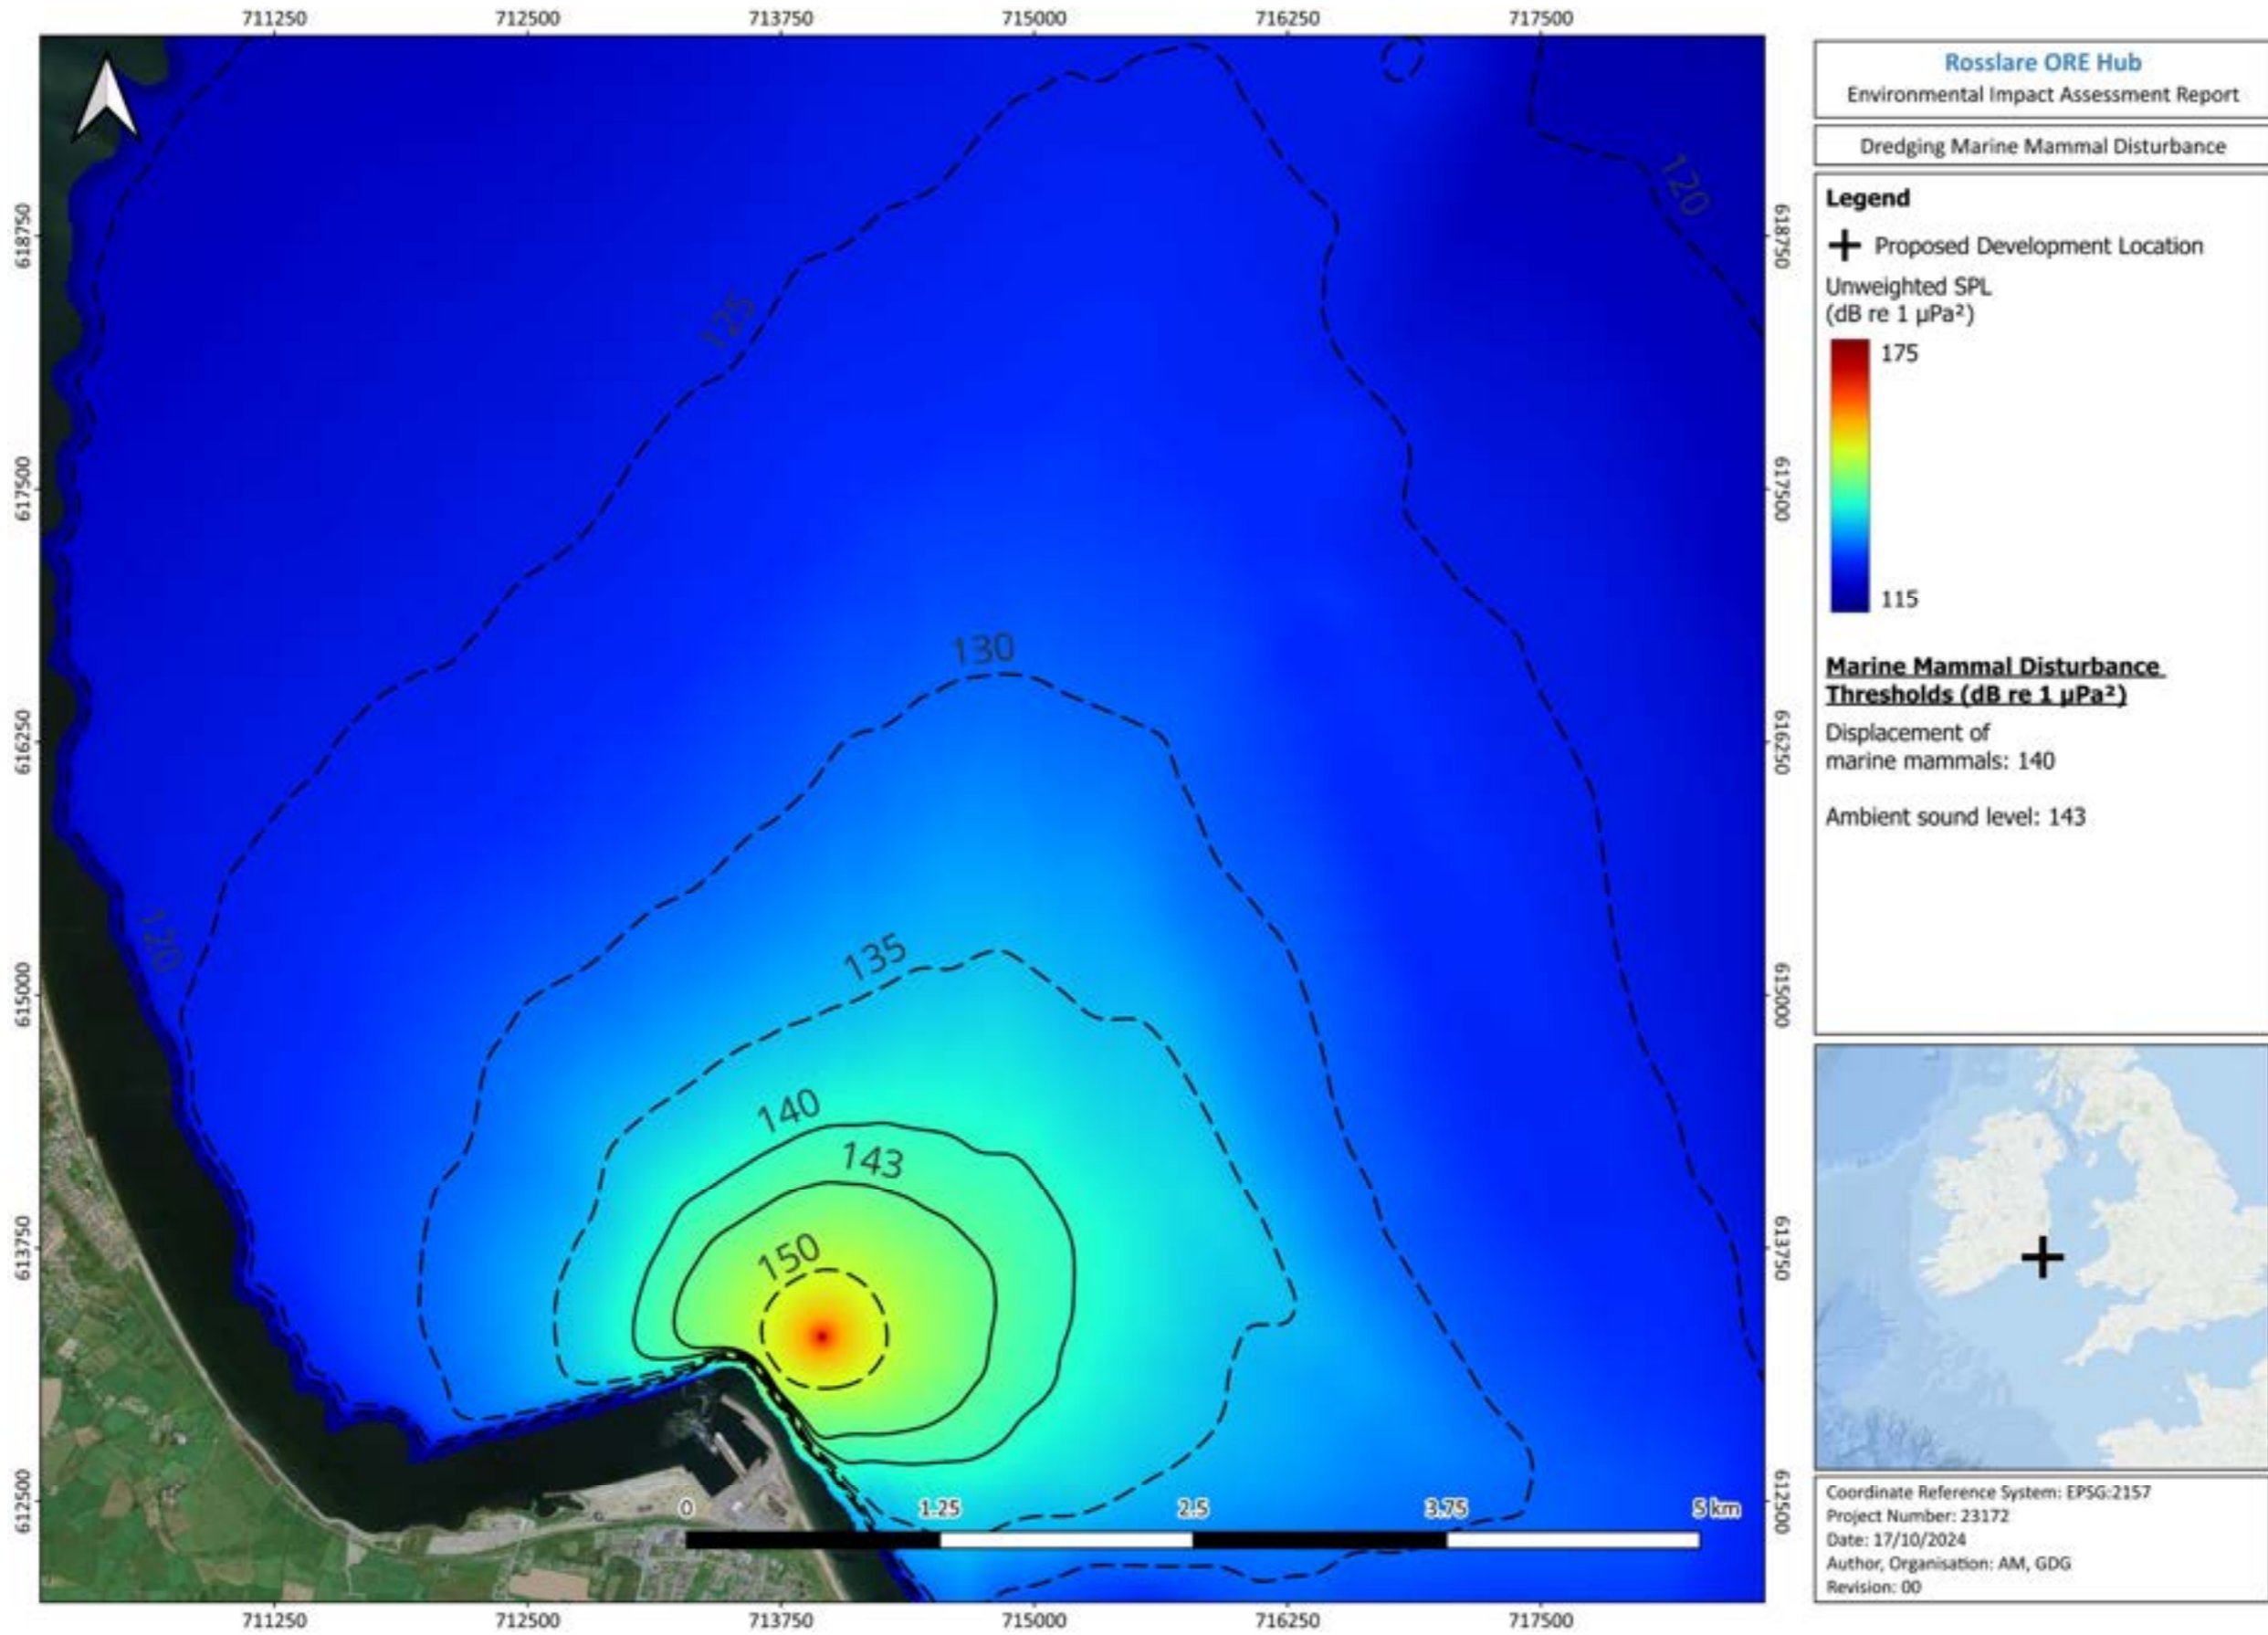 711250 712500 713750 715000 716250 717500
618750
617500
616250
615000
613750
612500
120
125
130
135
140
143
150
120
0 1.25 2.5 3.75 5 km
618750
617500
616250
615000
613750
612500
711250 712500 713750 715000 716250 717500
Rosslare ORE Hub
Environmental Impact Assessment Report
Dredging Marine Mammal Disturbance
Legend
Proposed Development Location
Unweighted SPL
(dB re 1 µPa²)
175
115
Marine Mammal Disturbance
Thresholds (dB re 1 µPa²)
Displacement of
marine mammals: 140
Ambient sound level: 143
Coordinate Reference System: EPSG:2157
Project Number: 23172
Date: 17/10/2024
Author, Organisation: AM, GDG
Revision: 00